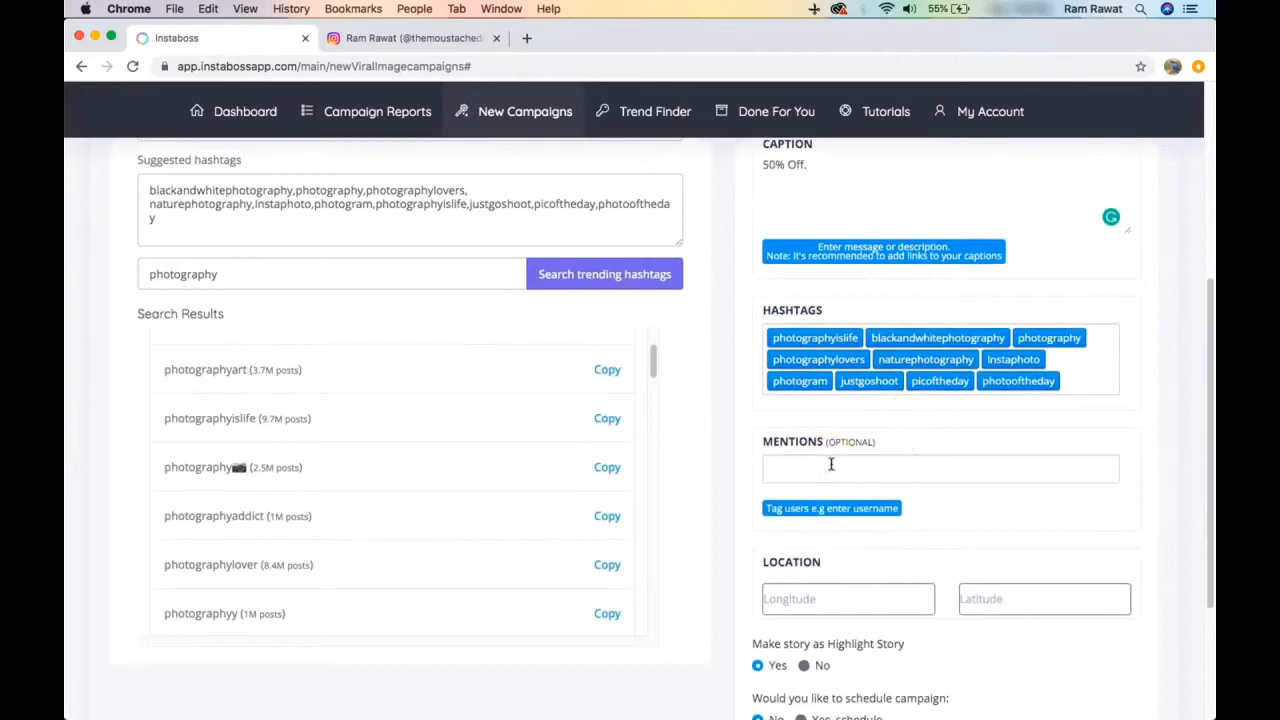 Chrome File Edit View History Bookmarks People Tab Window Help 55% Ram Rawat
Instaboss
Ram Rawat (@themoustached
app.instabossapp.com/main/newViralImagecampaigns#
Dashboard Campaign Reports New Campaigns Trend Finder Done For You Tutorials My Account
Suggested hashtags
blackandwhitephotography,photography,photographylovers,
naturephotography,Instaphoto,photogram,photographyislife,justgoshoot,picoftheday,photooftheda
y
photography
Search trending hashtags
Search Results
photographyart (3.7M posts) Copy
photographyislife (9.7M posts) Copy
photography📷 (2.5M posts) Copy
photographyaddict (1M posts) Copy
photographylover (8.4M posts) Copy
photographyy (1M posts) Copy
CAPTION
50% Off.
Enter message or description.
Note: It's recommended to add links to your captions
HASHTAGS
photographyislife blackandwhitephotography photography
photographylovers naturephotography Instaphoto
photogram justgoshoot picoftheday photooftheday
MENTIONS (OPTIONAL)
Tag users e.g enter username
LOCATION
Longitude Latitude
Make story as Highlight Story
Yes No
Would you like to schedule campaign:
No Yes, schedule